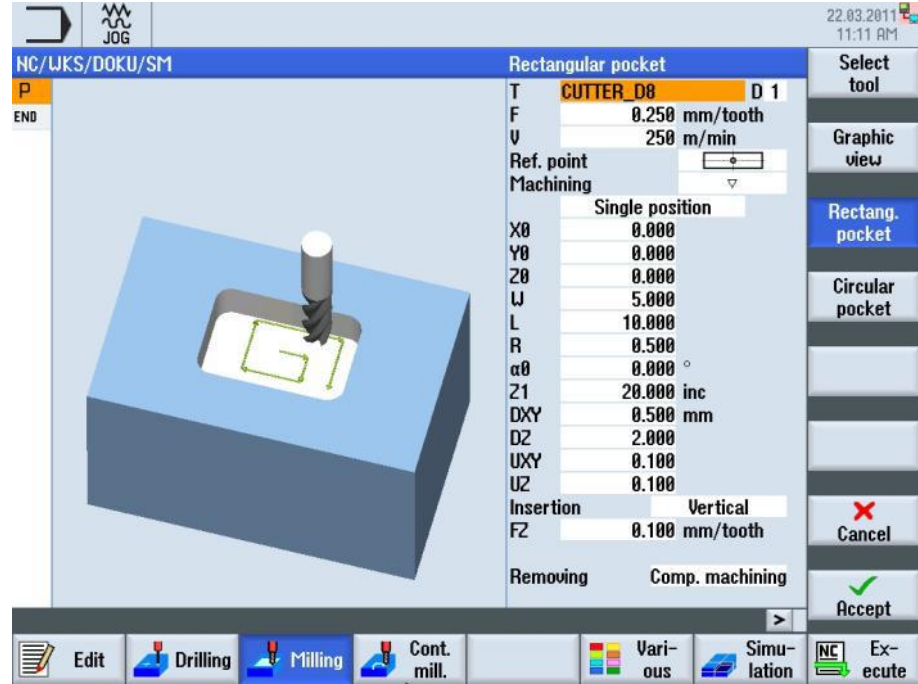 22.03.2011
11:11 AM
JOG
NC/WKS/DOKU/SM
Rectangular pocket
P
END
T CUTTER_D8 D 1
F 0.250 mm/tooth
V 250 m/min
Ref. point
Machining ▽
Single position
X0 0.000
Y0 0.000
Z0 0.000
W 5.000
L 10.000
R 0.500
α0 0.000 °
Z1 20.000 inc
DXY 0.500 mm
DZ 2.000
UXY 0.100
UZ 0.100
Insertion Vertical
FZ 0.100 mm/tooth
Removing Comp. machining
Select
tool
Graphic
view
Rectang.
pocket
Circular
pocket
Cancel
Accept
>
Edit
Drilling
Milling
Cont.
mill.
Vari-
ous
Simu-
lation
NC
Ex-
ecute